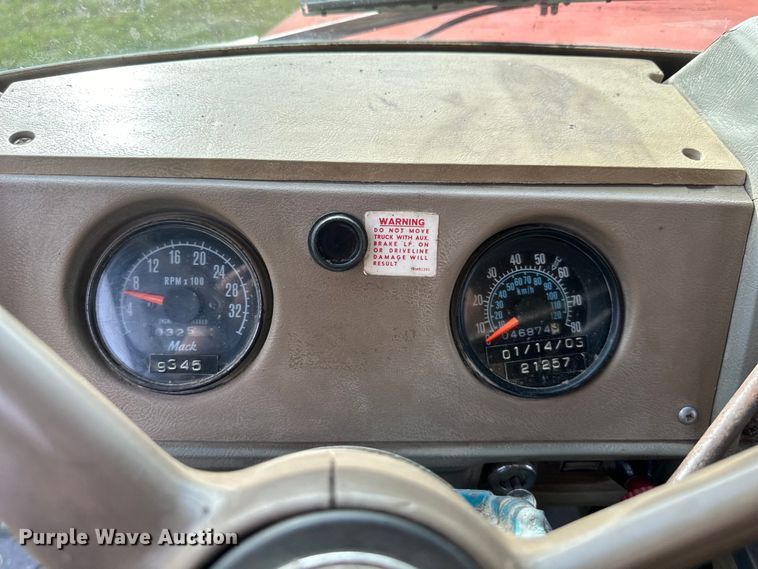 WARNING
DO NOT MOVE
TRUCK WITH AUX.
BRAKE LP. ON
OR DRIVELINE
DAMAGE WILL
RESULT
4 8 12 16 20 24 28 32
RPM x 100
Mack
9345
10 20 30 40 50 60 70 80
km/h
01/14/03
21257
Purple Wave Auction